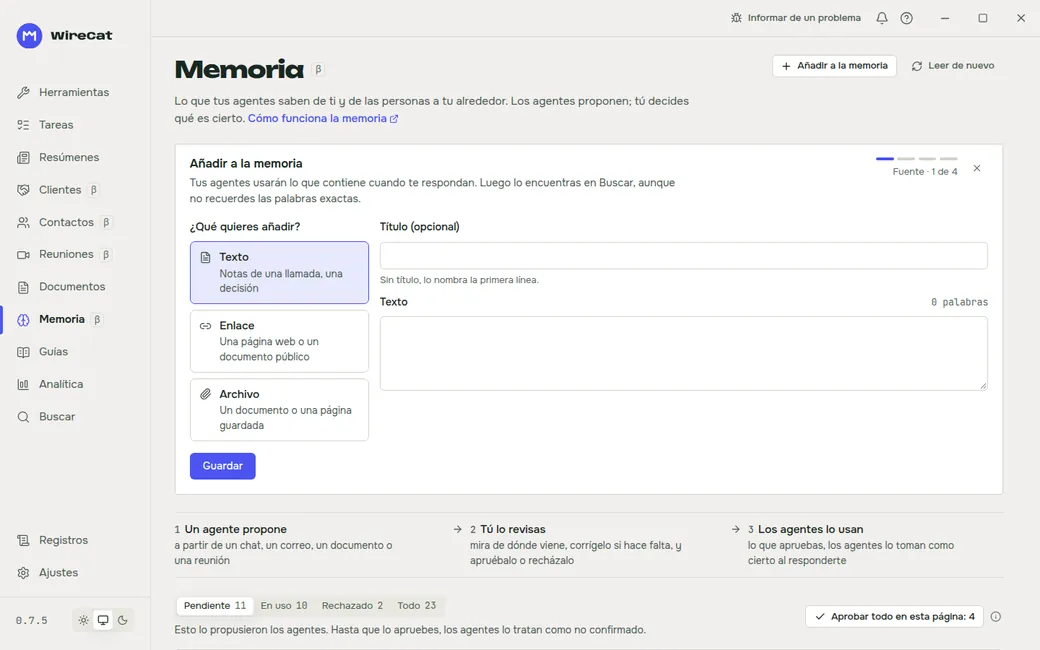 Informar de un problema
WireCat
Herramientas
Tareas
Resúmenes
Clientes β
Contactos β
Reuniones β
Documentos
Memoria β
Guías
Analítica
Buscar
Registros
Ajustes
0.7.5
Memoria β
Añadir a la memoria
Leer de nuevo
Lo que tus agentes saben de ti y de las personas a tu alrededor. Los agentes proponen; tú decides
qué es cierto. Cómo funciona la memoria
Añadir a la memoria
Tus agentes usarán lo que contiene cuando te respondan. Luego lo encuentras en Buscar, aunque
no recuerdes las palabras exactas.
Fuente · 1 de 4
¿Qué quieres añadir?
Texto
Notas de una llamada, una
decisión
Enlace
Una página web o un
documento público
Archivo
Un documento o una página
guardada
Título (opcional)
Sin título, lo nombra la primera línea.
Texto
0 palabras
Guardar
1 Un agente propone
a partir de un chat, un correo, un documento o
una reunión
2 Tú lo revisas
mira de dónde viene, corrígelo si hace falta, y
apruébalo o recházalo
3 Los agentes lo usan
lo que apruebas, los agentes lo toman como
cierto al responderte
Pendiente 11
En uso 10
Rechazado 2
Todo 23
Aprobar todo en esta página: 4
Esto lo propusieron los agentes. Hasta que lo apruebes, los agentes lo tratan como no confirmado.